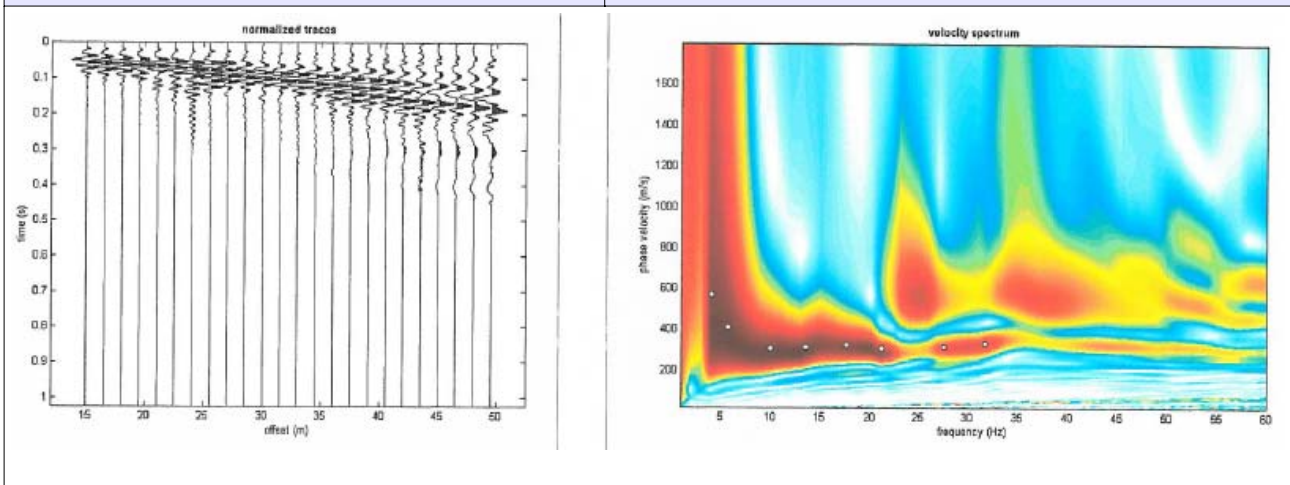 normalized traces
0
0.1
0.2
0.3
0.4
0.5
0.6
0.7
0.8
0.9
1
15 20 25 30 35 40 45 50
time (s)
offset (m)
velocity spectrum
1600
1400
1200
1000
800
600
400
200
5 10 15 20 25 30 35 40 45 50 55 60
phase velocity (m/s)
frequency (Hz)